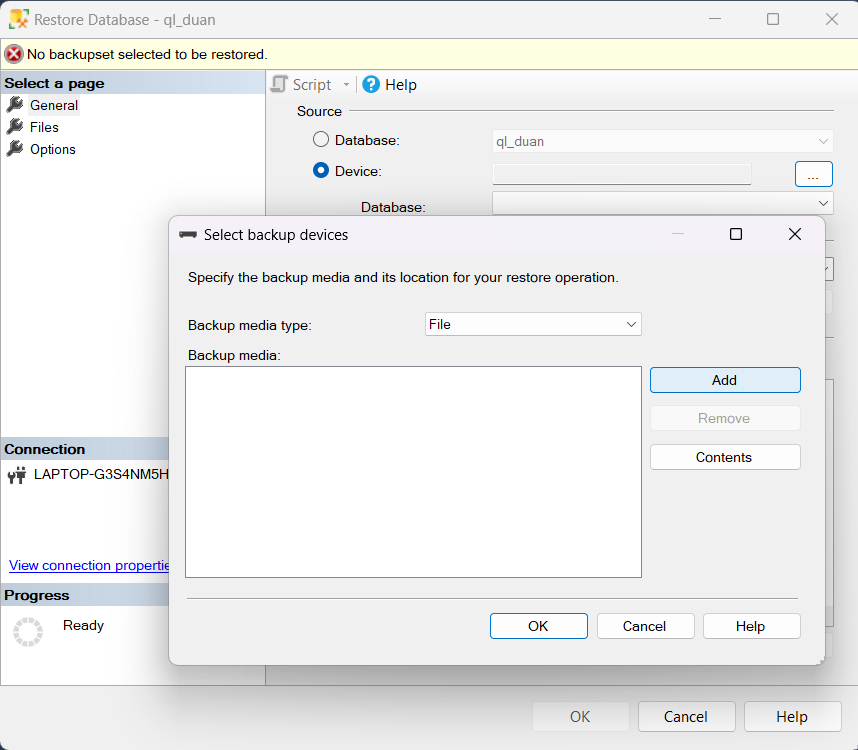 Restore Database - ql_duan
No backupset selected to be restored.
Select a page
General
Files
Options
Script
Help
Source
Database:
ql_duan
Device:
...
Database:
Select backup devices
Specify the backup media and its location for your restore operation.
Backup media type:
File
Backup media:
Add
Remove
Contents
OK
Cancel
Help
Connection
LAPTOP-G3S4NM5H
View connection propertie
Progress
Ready
OK
Cancel
Help